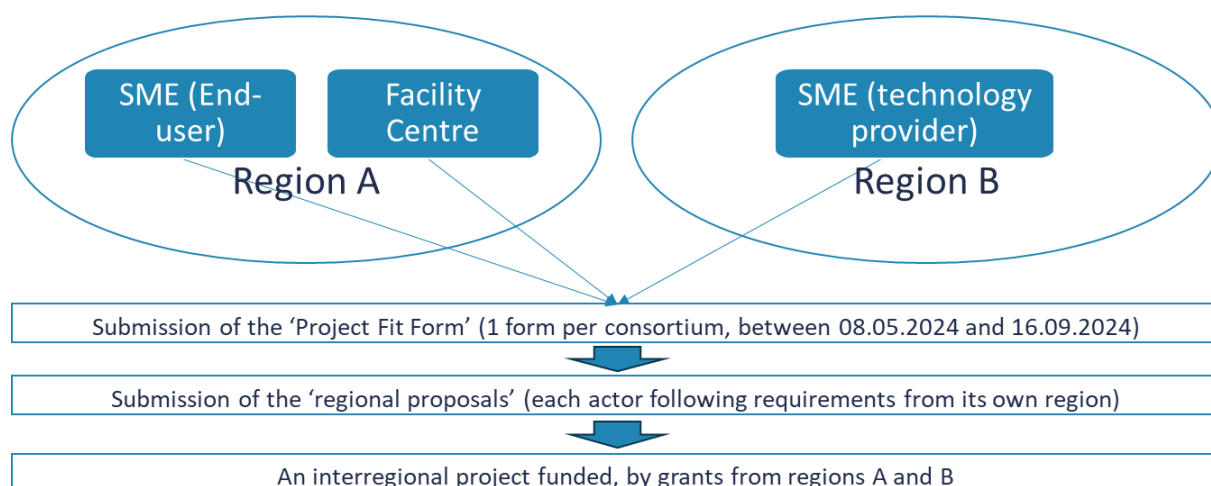 SME (End-
user)
Facility
Centre
Region A
SME (technology
provider)
Region B
Submission of the ‘Project Fit Form’ (1 form per consortium, between 08.05.2024 and 16.09.2024)
Submission of the ‘regional proposals’ (each actor following requirements from its own region)
An interregional project funded, by grants from regions A and B